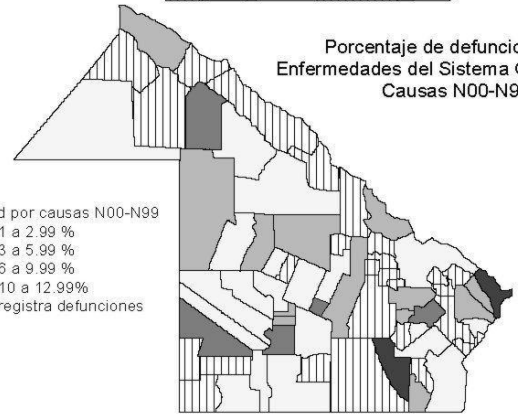 Porcentaje de defuncio
Enfermedades del Sistema
Causas N00-N9
d por causas N00-N99
1 a 2.99 %
3 a 5.99 %
6 a 9.99 %
10 a 12.99%
registra defunciones